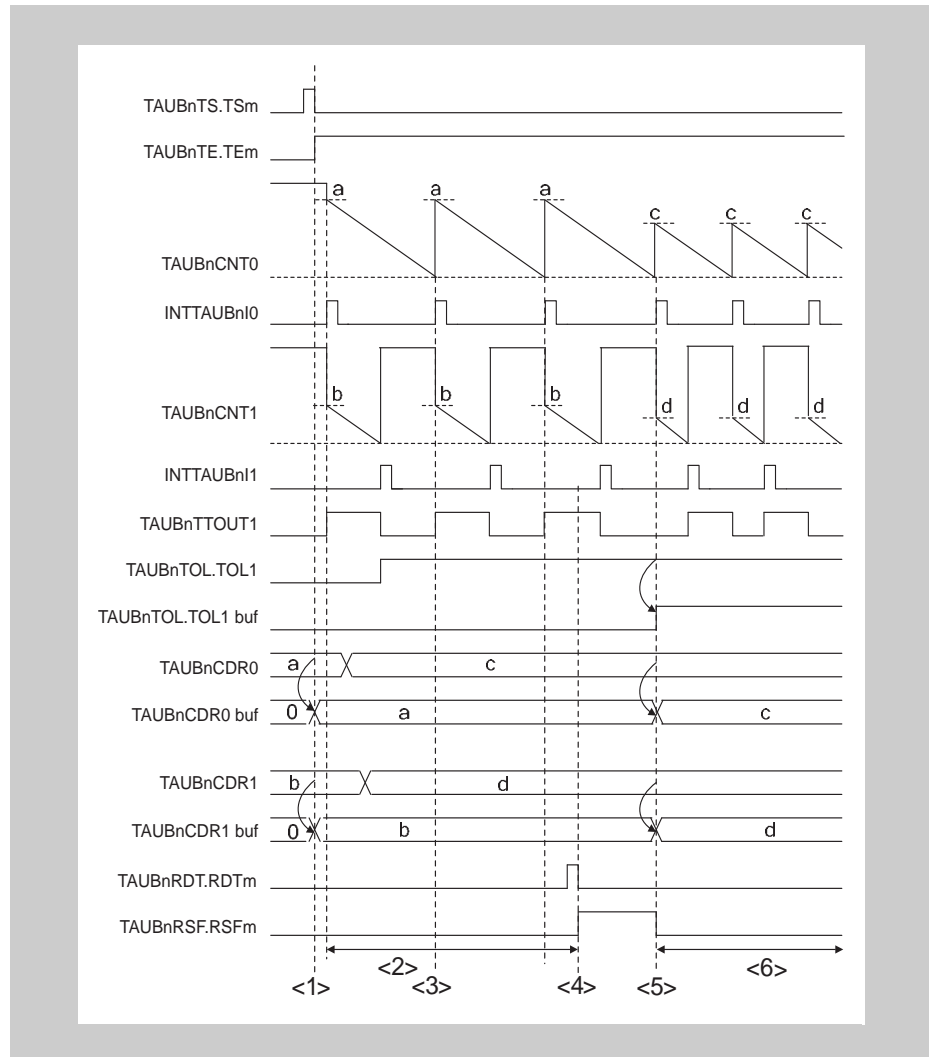 TAUBnTS.TSm
TAUBnTE.TEm
a a a
c c c
TAUBnCNT0
INTTAUBnI0
b b b
d d d
TAUBnCNT1
INTTAUBnI1
TAUBnTTOUT1
TAUBnTOL.TOL1
TAUBnTOL.TOL1 buf
TAUBnCDR0 a c
TAUBnCDR0 buf 0 a c
TAUBnCDR1 b d
TAUBnCDR1 buf 0 b d
TAUBnRDT.RDTm
TAUBnRSF.RSFm
<2> <6>
<1> <3> <4> <5>